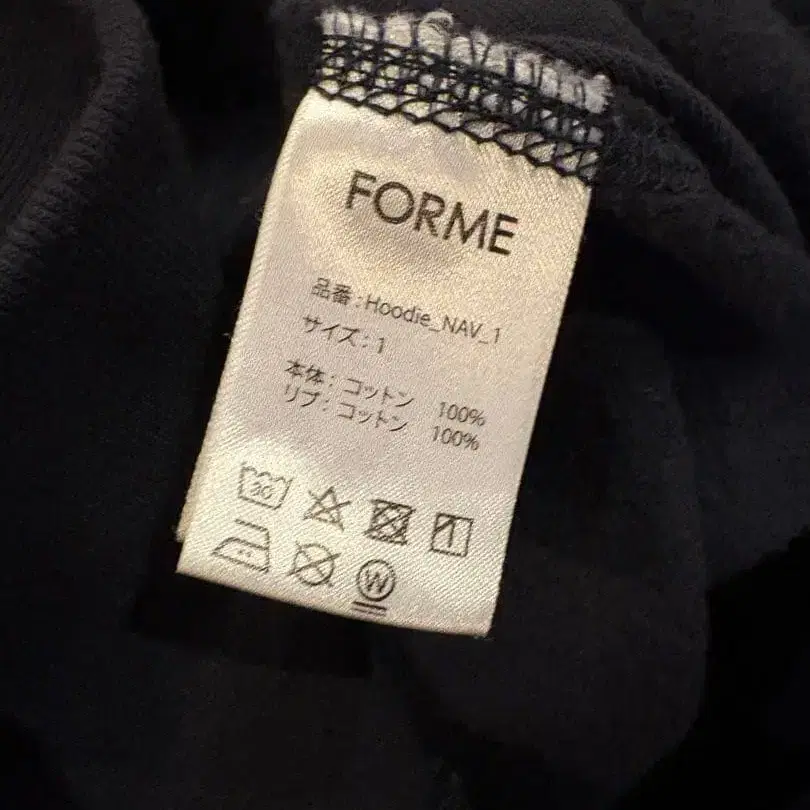 FORME
品番 : Hoodie_NAV_1
サイズ : 1
本体 : コットン 100%
リブ : コットン 100%
30
W